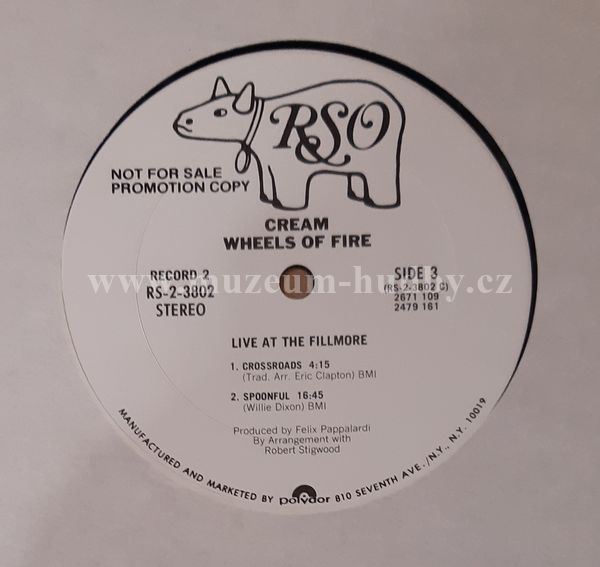 RSO
NOT FOR SALE
PROMOTION COPY
CREAM
WHEELS OF FIRE
RECORD 2
RS-2-3802
STEREO
SIDE 3
(RS-2-3802 C)
2671 109
2479 161
www.muzeum-hudby.cz
LIVE AT THE FILLMORE
1. CROSSROADS 4:15
(Trad. Arr. Eric Clapton) BMI
2. SPOONFUL 16:45
(Willie Dixon) BMI
Produced by Felix Pappalardi
By Arrangement with
Robert Stigwood
MANUFACTURED AND MARKETED BY polydor 810 SEVENTH AVE./N.Y., N.Y. 10019